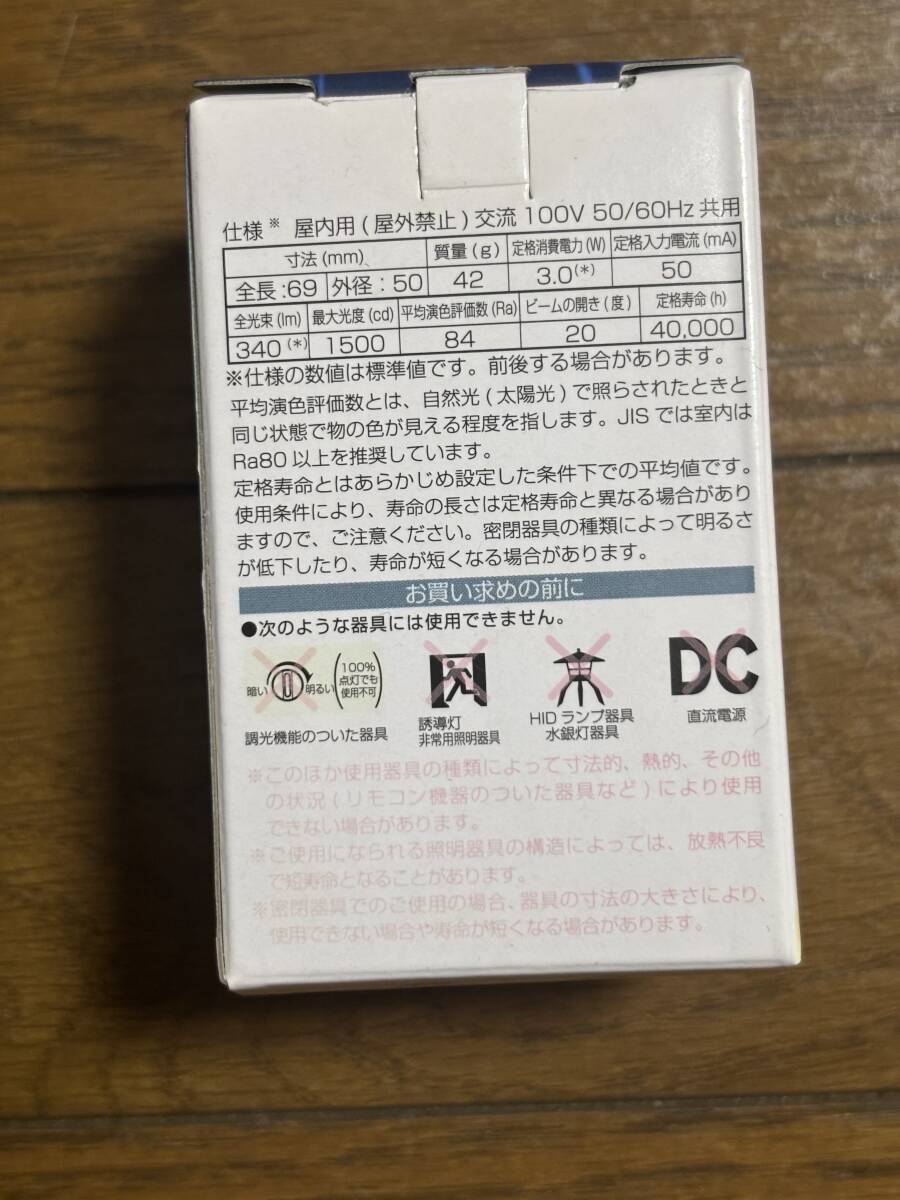 仕様※ 屋内用(屋外禁止)交流 100V 50/60Hz 共用
寸法(mm) 質量(g) 定格消費電力(W) 定格入力電流(mA)
全長:69 外径:50 42 3.0(*) 50
全光束(lm) 最大光度(cd) 平均演色評価数(Ra) ビームの開き(度) 定格寿命(h)
340(*) 1500 84 20 40,000
※仕様の数値は標準値です。前後する場合があります。
平均演色評価数とは、自然光(太陽光)で照らされたときと
同じ状態で物の色が見える程度を指します。JISでは室内は
Ra80以上を推奨しています。
定格寿命とはあらかじめ設定した条件下での平均値です。
使用条件により、寿命の長さは定格寿命と異なる場合があり
ますので、ご注意ください。密閉器具の種類によって明るさ
が低下したり、寿命が短くなる場合があります。
お買い求めの前に
●次のような器具には使用できません。
暗い 明るい (100%点灯でも使用不可)
調光機能のついた器具
誘導灯
非常用照明器具
HIDランプ器具
水銀灯器具
DC
直流電源
※このほか使用器具の種類によって寸法的、熱的、その他
の状況(リモコン機器のついた器具など)により使用
できない場合があります。
※ご使用になられる照明器具の構造によっては、放熱不良
で短寿命となることがあります。
※密閉器具でのご使用の場合、器具の寸法の大きさにより、
使用できない場合や寿命が短くなる場合があります。